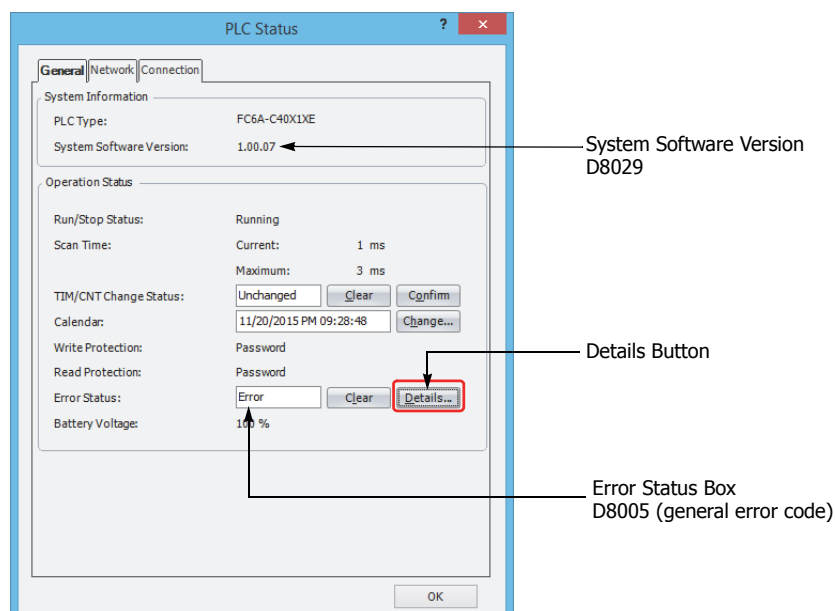 PLC Status
? ×
General Network Connection
System Information
PLC Type: FC6A-C40X1XE
System Software Version: 1.00.07
System Software Version
D8029
Operation Status
Run/Stop Status: Running
Scan Time: Current: 1 ms
Maximum: 3 ms
TIM/CNT Change Status: Unchanged Clear Confirm
Calendar: 11/20/2015 PM 09:28:48 Change...
Write Protection: Password
Details Button
Read Protection: Password
Error Status: Error Clear Details...
Battery Voltage: 100 %
Error Status Box
D8005 (general error code)
OK